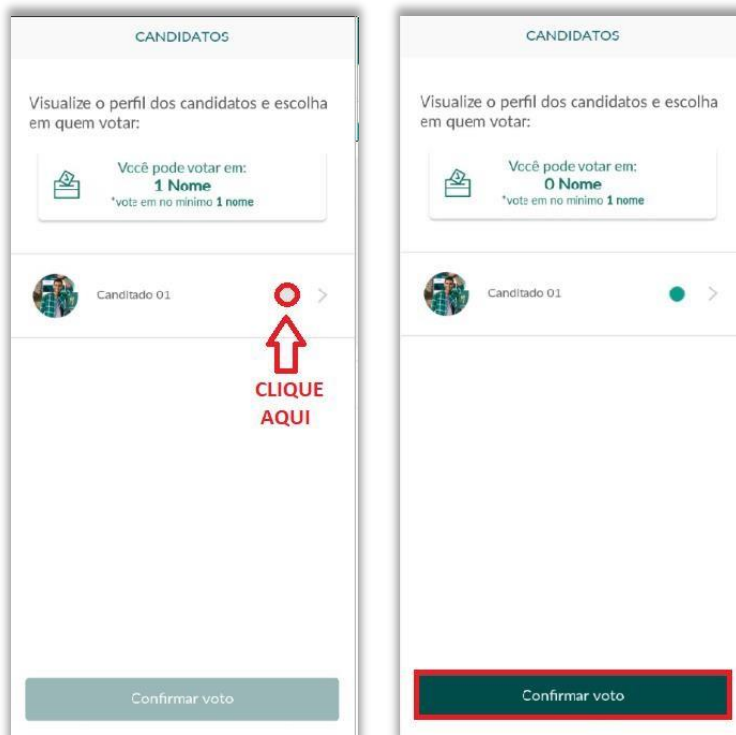 CANDIDATOS
Visualize o perfil dos candidatos e escolha
em quem votar:
Você pode votar em:
1 Nome
*vote em no mínimo 1 nome
Canditado 01
CLIQUE
AQUI
Confirmar voto
CANDIDATOS
Visualize o perfil dos candidatos e escolha
em quem votar:
Você pode votar em:
0 Nome
*vote em no mínimo 1 nome
Canditado 01
Confirmar voto